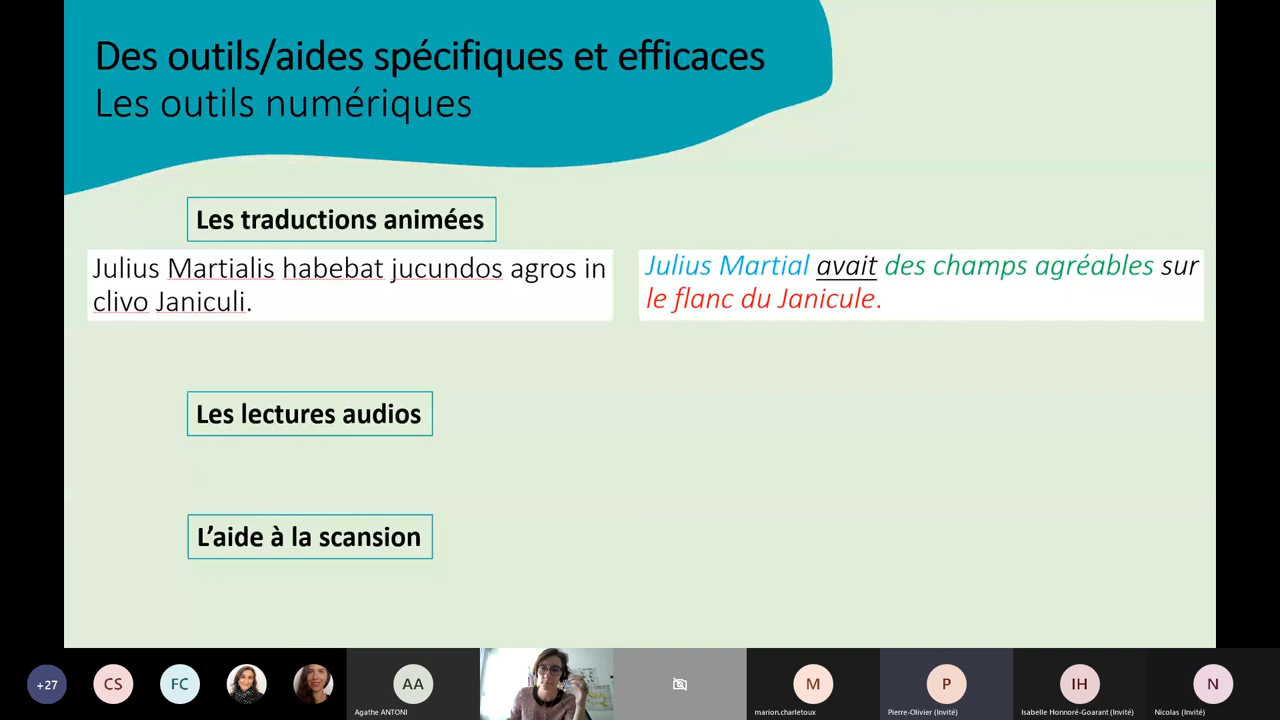 Des outils/aides spécifiques et efficaces
Les outils numériques
Les traductions animées
Julius Martialis habebat jucundos agros in
clivo Janiculi.
Julius Martial avait des champs agréables sur
le flanc du Janicule.
Les lectures audios
L’aide à la scansion
+27
CS
FC
AA
Agathe ANTONI
M
marion.charletoux
P
Pierre-Olivier (Invité)
IH
Isabelle Honnoré-Goarant (Invité)
N
Nicolas (Invité)